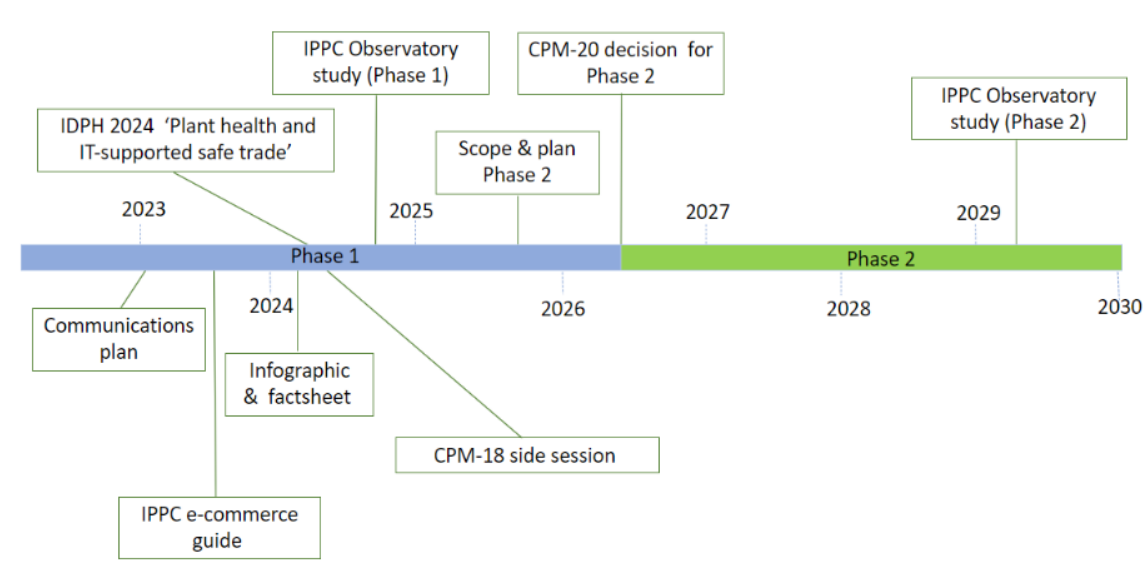 IPPC Observatory
study (Phase 1)
CPM-20 decision for
Phase 2
IPPC Observatory
study (Phase 2)
IDPH 2024 ‘Plant health and
IT-supported safe trade’
Scope & plan
Phase 2
2023
2025
2027
2029
Phase 1
Phase 2
2024
2026
2028
2030
Communications
plan
Infographic
& factsheet
CPM-18 side session
IPPC e-commerce
guide